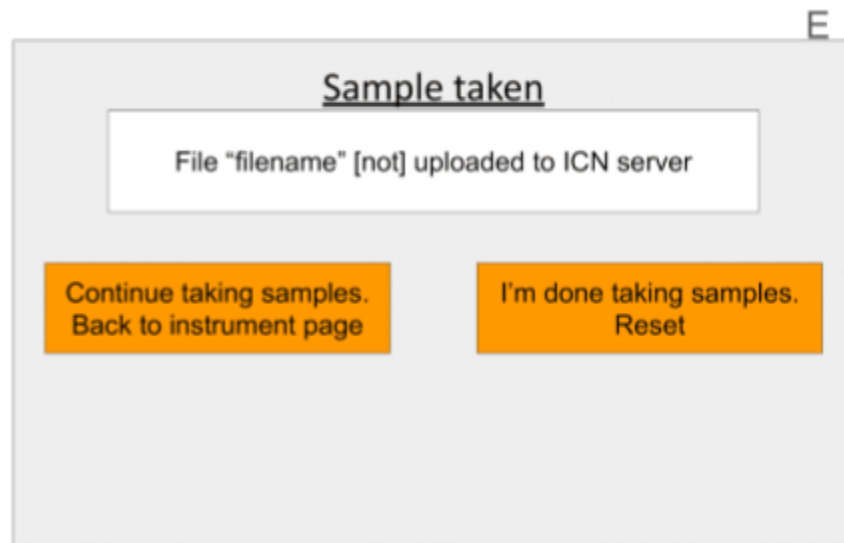 E
Sample taken
File “filename” [not] uploaded to ICN server
Continue taking samples.
Back to instrument page
I’m done taking samples.
Reset